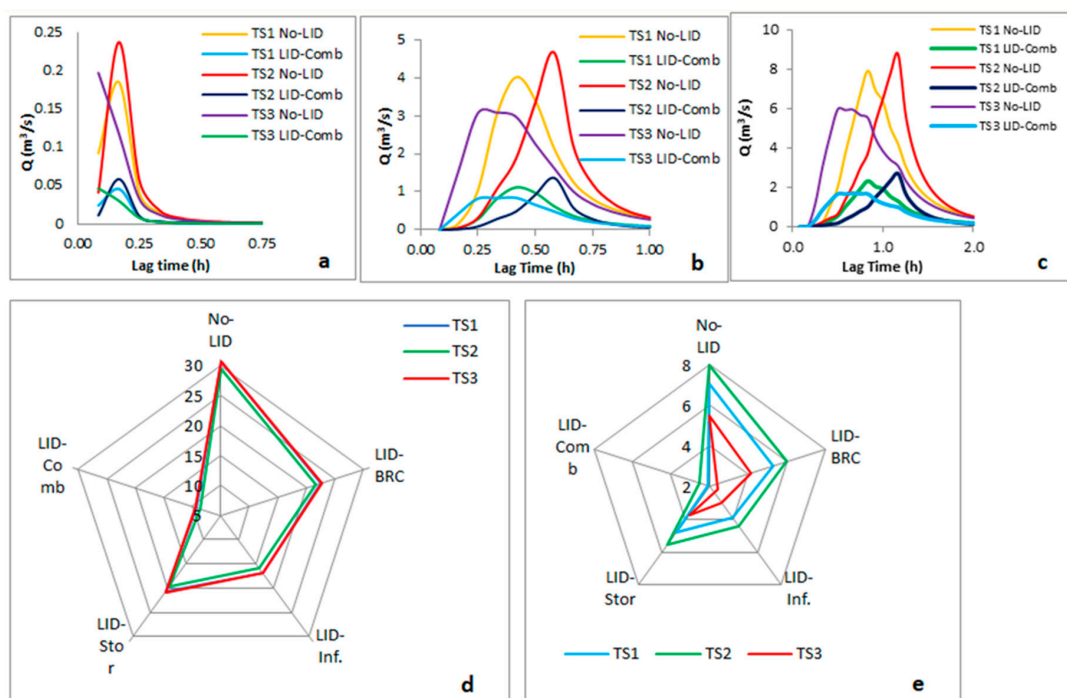 0.25
0.2
0.15
0.1
0.05
0
Q (m³/s)
0.00 0.25 0.50 0.75
Lag time (h)
TS1 No-LID
TS1 LID-Comb
TS2 No-LID
TS2 LID-Comb
TS3 No-LID
TS3 LID-Comb
a
5
4
3
2
1
0
Q (m³/s)
0.00 0.25 0.50 0.75 1.00
Lag Time (h)
TS1 No-LID
TS1 LID-Comb
TS2 No-LID
TS2 LID-Comb
TS3 No-LID
TS3 LID-Comb
b
10
8
6
4
2
0
Q (m³/s)
0.0 1.0 2.0
Lag Time (h)
TS1 No-LID
TS1 LID-Comb
TS2 No-LID
TS2 LID-Comb
TS3 No-LID
TS3 LID-Comb
c
No-
LID
30
25
20
15
10
5
LID-
BRC
LID-
Inf.
LID-
Sto
r
LID-
Co
mb
TS1
TS2
TS3
d
No-
LID
8
6
4
2
LID-
BRC
LID-
Inf.
LID-
Stor
LID-
Com
b
TS1 TS2 TS3
e